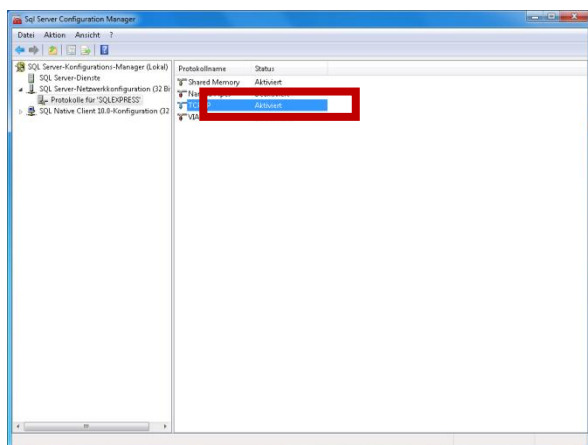 Sql Server Configuration Manager
Datei Aktion Ansicht ?
SQL Server-Konfigurations-Manager (Lokal)
SQL Server-Dienste
SQL Server-Netzwerkkonfiguration (32 Bi
Protokolle für 'SQLEXPRESS'
SQL Native Client 10.0-Konfiguration (32
Protokollname Status
Shared Memory Aktiviert
Aktiviert
VIA